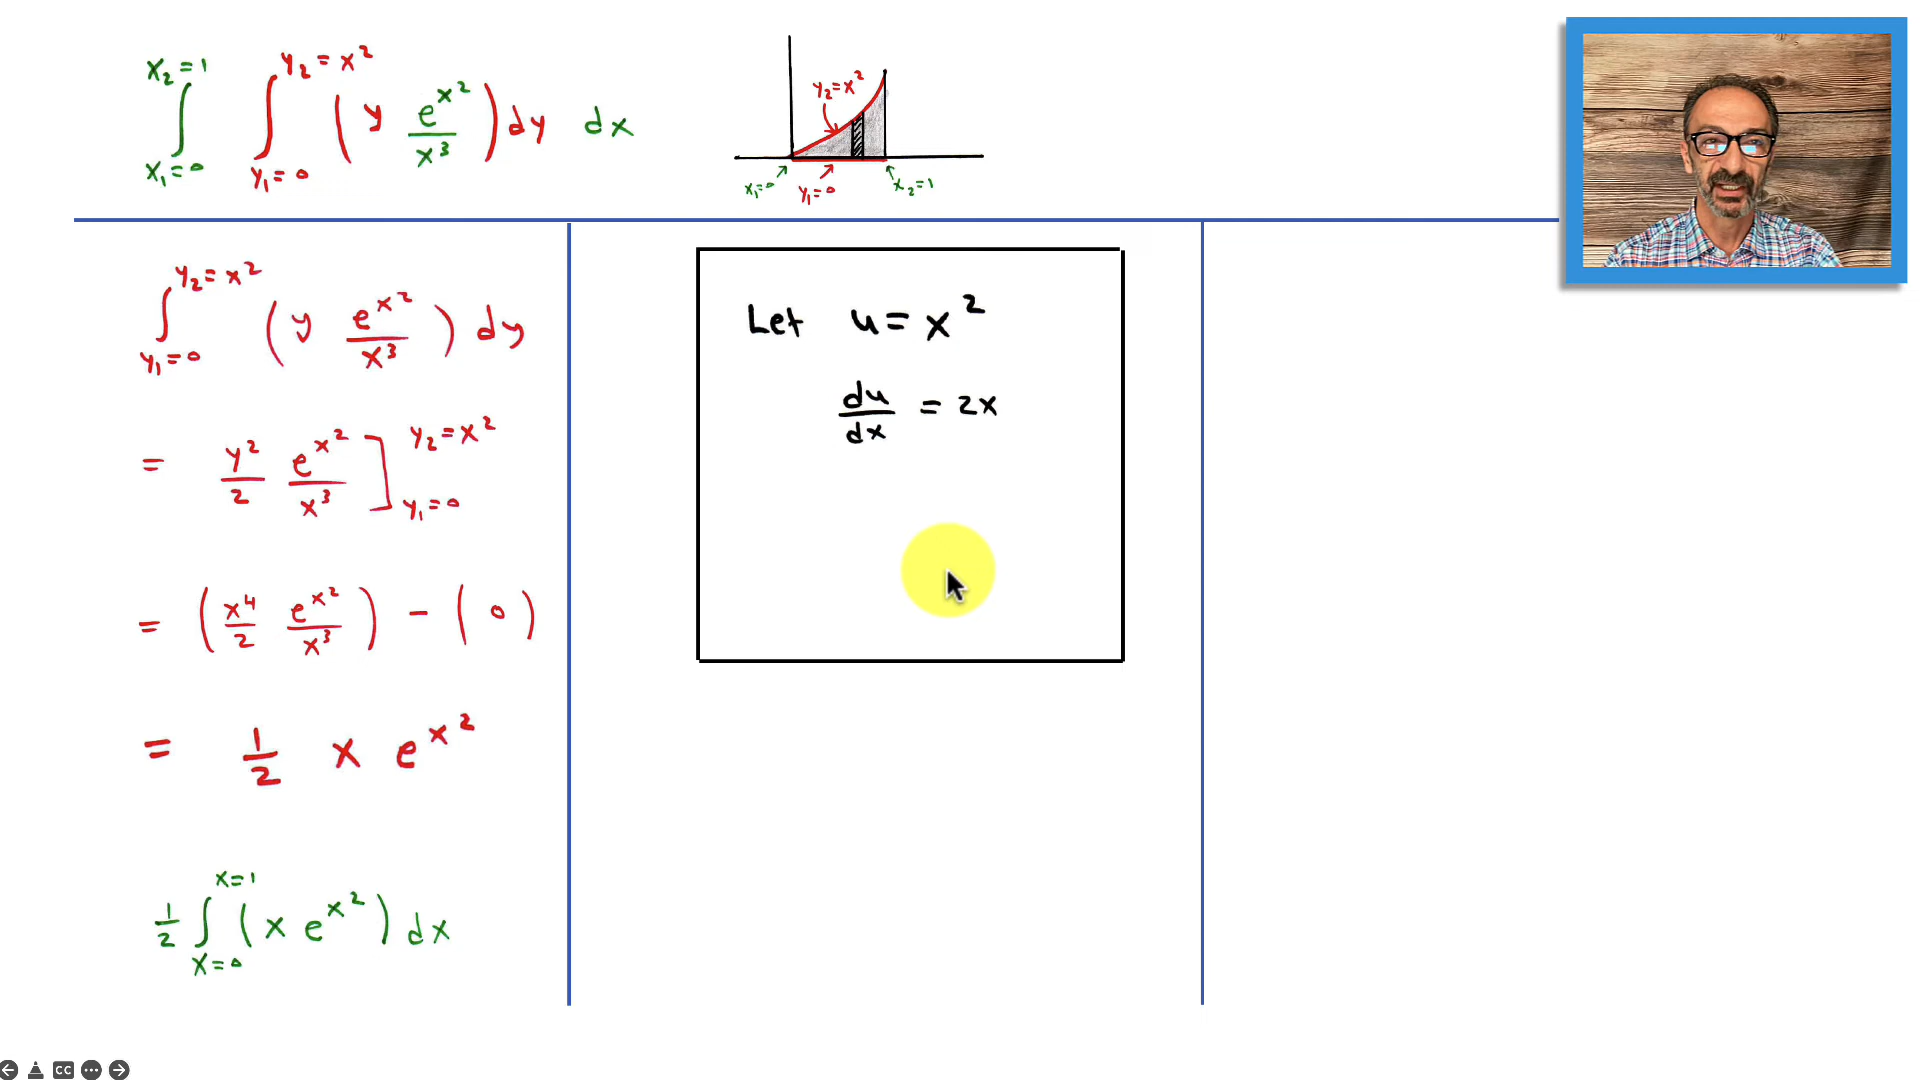 ∫_{x₁=0}^{x₂=1} ∫_{y₁=0}^{y₂=x²} ( y e^{x²}/x³ ) dy dx
y₂=x²
x₁=0 y₁=0 x₂=1
∫_{y₁=0}^{y₂=x²} ( y e^{x²}/x³ ) dy
= y²/2 e^{x²}/x³ ]_{y₁=0}^{y₂=x²}
= ( x⁴/2 e^{x²}/x³ ) - ( 0 )
= 1/2 x e^{x²}
1/2 ∫_{x=0}^{x=1} ( x e^{x²} ) dx
Let u = x²
du/dx = 2x
CC